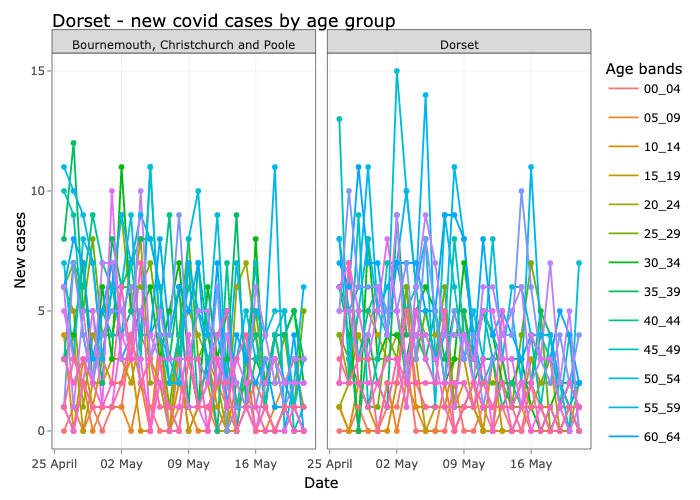 Dorset - new covid cases by age group
Bournemouth, Christchurch and Poole
Dorset
New cases
15
10
5
0
25 April
02 May
09 May
16 May
25 April
02 May
09 May
16 May
Date
Age bands
00_04
05_09
10_14
15_19
20_24
25_29
30_34
35_39
40_44
45_49
50_54
55_59
60_64